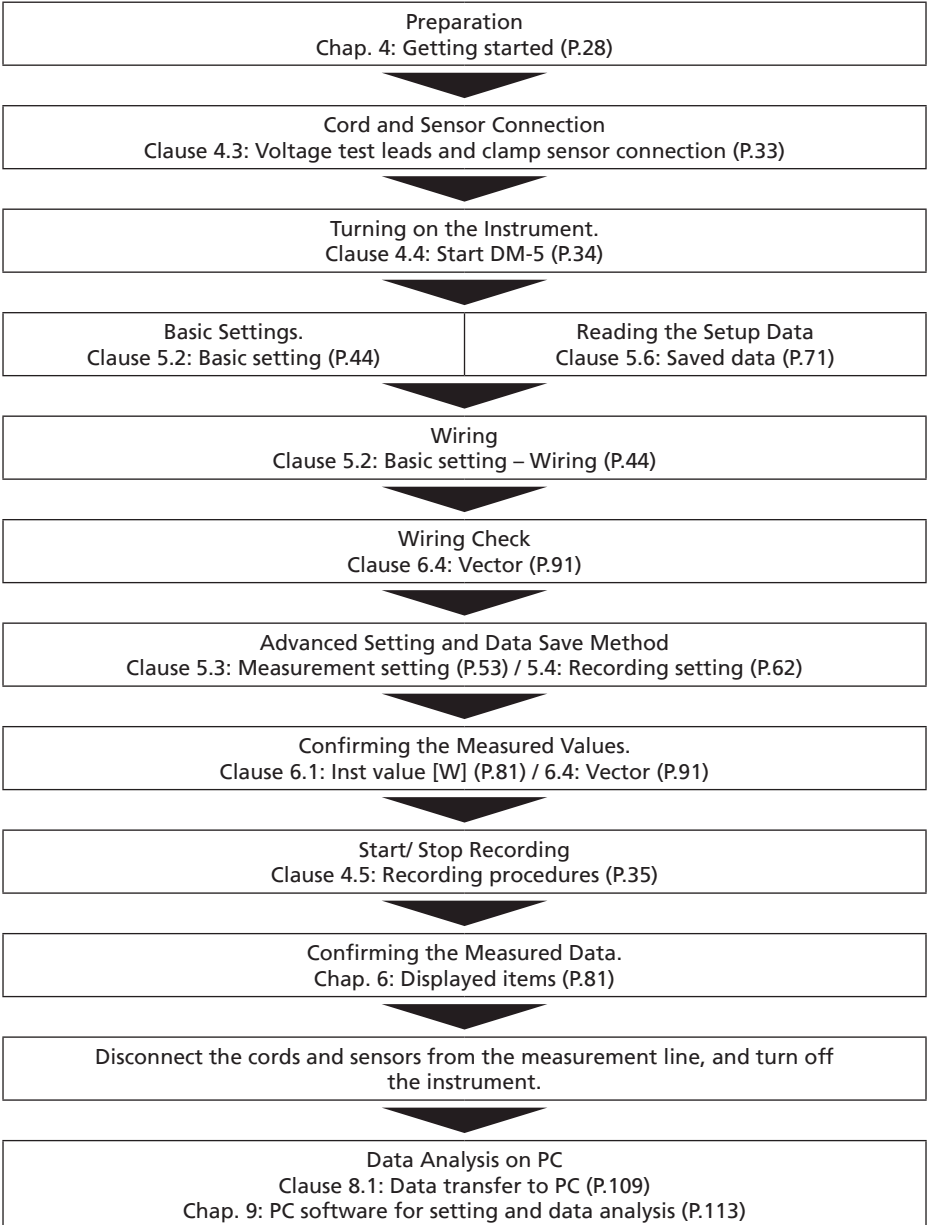 Preparation
Chap. 4: Getting started (P.28)
Cord and Sensor Connection
Clause 4.3: Voltage test leads and clamp sensor connection (P.33)
Turning on the Instrument.
Clause 4.4: Start DM-5 (P.34)
Basic Settings.
Clause 5.2: Basic setting (P.44)
Reading the Setup Data
Clause 5.6: Saved data (P.71)
Wiring
Clause 5.2: Basic setting – Wiring (P.44)
Wiring Check
Clause 6.4: Vector (P.91)
Advanced Setting and Data Save Method
Clause 5.3: Measurement setting (P.53) / 5.4: Recording setting (P.62)
Confirming the Measured Values.
Clause 6.1: Inst value [W] (P.81) / 6.4: Vector (P.91)
Start/ Stop Recording
Clause 4.5: Recording procedures (P.35)
Confirming the Measured Data.
Chap. 6: Displayed items (P.81)
Disconnect the cords and sensors from the measurement line, and turn off
the instrument.
Data Analysis on PC
Clause 8.1: Data transfer to PC (P.109)
Chap. 9: PC software for setting and data analysis (P.113)